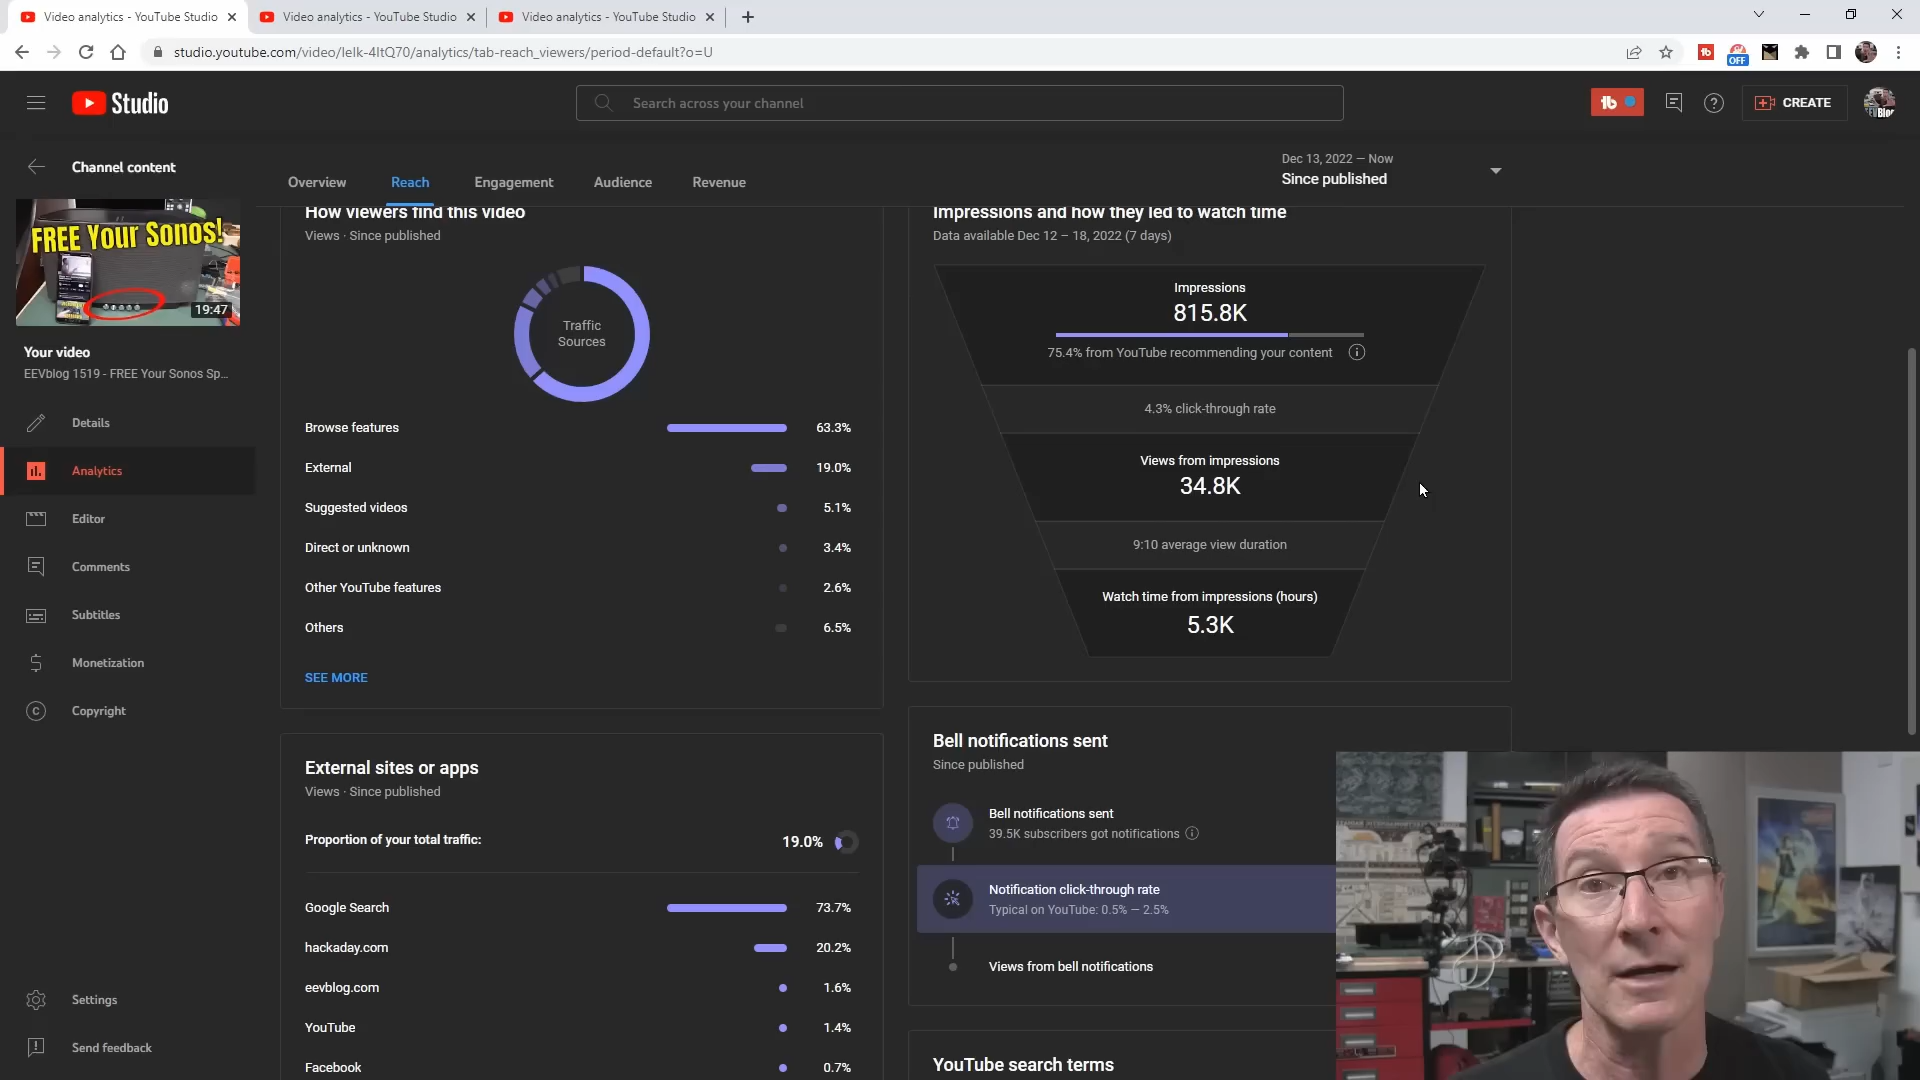 Video analytics - YouTube Studio
Video analytics - YouTube Studio
Video analytics - YouTube Studio
studio.youtube.com/video/lelk-4ItQ70/analytics/tab-reach_viewers/period-default?o=U
OFF
Studio
Search across your channel
CREATE
Channel content
FREE Your Sonos!
19:47
Your video
EEVblog 1519 - FREE Your Sonos Sp...
Details
Analytics
Editor
Comments
Subtitles
Monetization
Copyright
Settings
Send feedback
Overview
Reach
Engagement
Audience
Revenue
Dec 13, 2022 – Now
Since published
How viewers find this video
Views · Since published
Traffic
Sources
Browse features 63.3%
External 19.0%
Suggested videos 5.1%
Direct or unknown 3.4%
Other YouTube features 2.6%
Others 6.5%
SEE MORE
External sites or apps
Views · Since published
Proportion of your total traffic: 19.0%
Google Search 73.7%
hackaday.com 20.2%
eevblog.com 1.6%
YouTube 1.4%
Facebook 0.7%
Impressions and how they led to watch time
Data available Dec 12 – 18, 2022 (7 days)
Impressions
815.8K
75.4% from YouTube recommending your content
4.3% click-through rate
Views from impressions
34.8K
9:10 average view duration
Watch time from impressions (hours)
5.3K
Bell notifications sent
Since published
Bell notifications sent
39.5K subscribers got notifications
Notification click-through rate
Typical on YouTube: 0.5% – 2.5%
Views from bell notifications
YouTube search terms